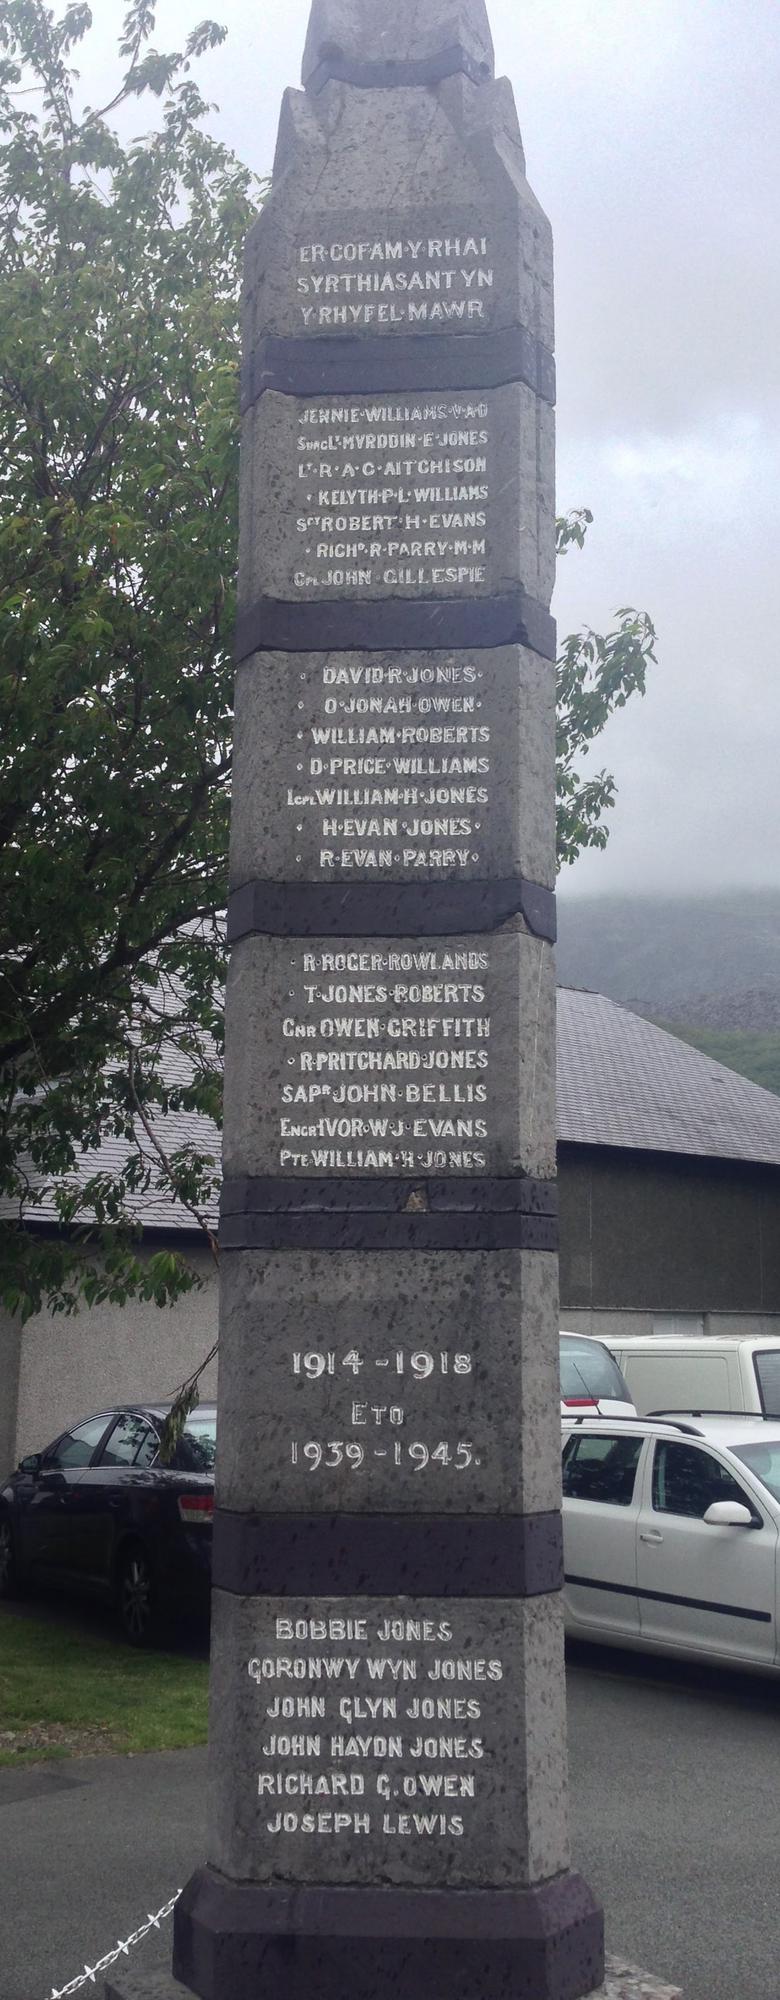 ER·COFAM·Y·RHAI
SYRTHIASANT YN
Y·RHYFEL·MAWR
JENNIE·WILLIAMS·V·A·D
SURGLT·MYRDDIN·E·JONES
LT·R·A·C·AITCHISON
· KELYTH·P·L·WILLIAMS
SGT ROBERT·H·EVANS
· RICHD·R·PARRY·M·M
CPL JOHN·GILLESPIE
· DAVID·R·JONES·
· O·JONAH·OWEN·
· WILLIAM·ROBERTS
· D·PRICE·WILLIAMS
LCPL WILLIAM·H·JONES
· H·EVAN·JONES·
· R·EVAN·PARRY·
· R·ROGER·ROWLANDS
· T·JONES·ROBERTS
GNR OWEN·GRIFFITH
· R·PRITCHARD·JONES
SAPR JOHN·BELLIS
ENGR IVOR·W·J·EVANS
PTE WILLIAM·H·JONES
1914-1918
ETO
1939-1945.
BOBBIE JONES
GORONWY WYN JONES
JOHN GLYN JONES
JOHN HAYDN JONES
RICHARD G. OWEN
JOSEPH LEWIS